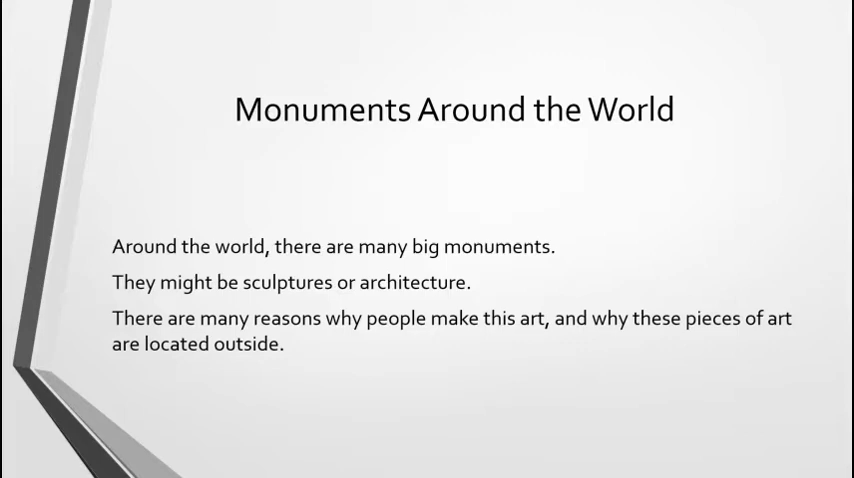 Monuments Around the World
Around the world, there are many big monuments.
They might be sculptures or architecture.
There are many reasons why people make this art, and why these pieces of art
are located outside.